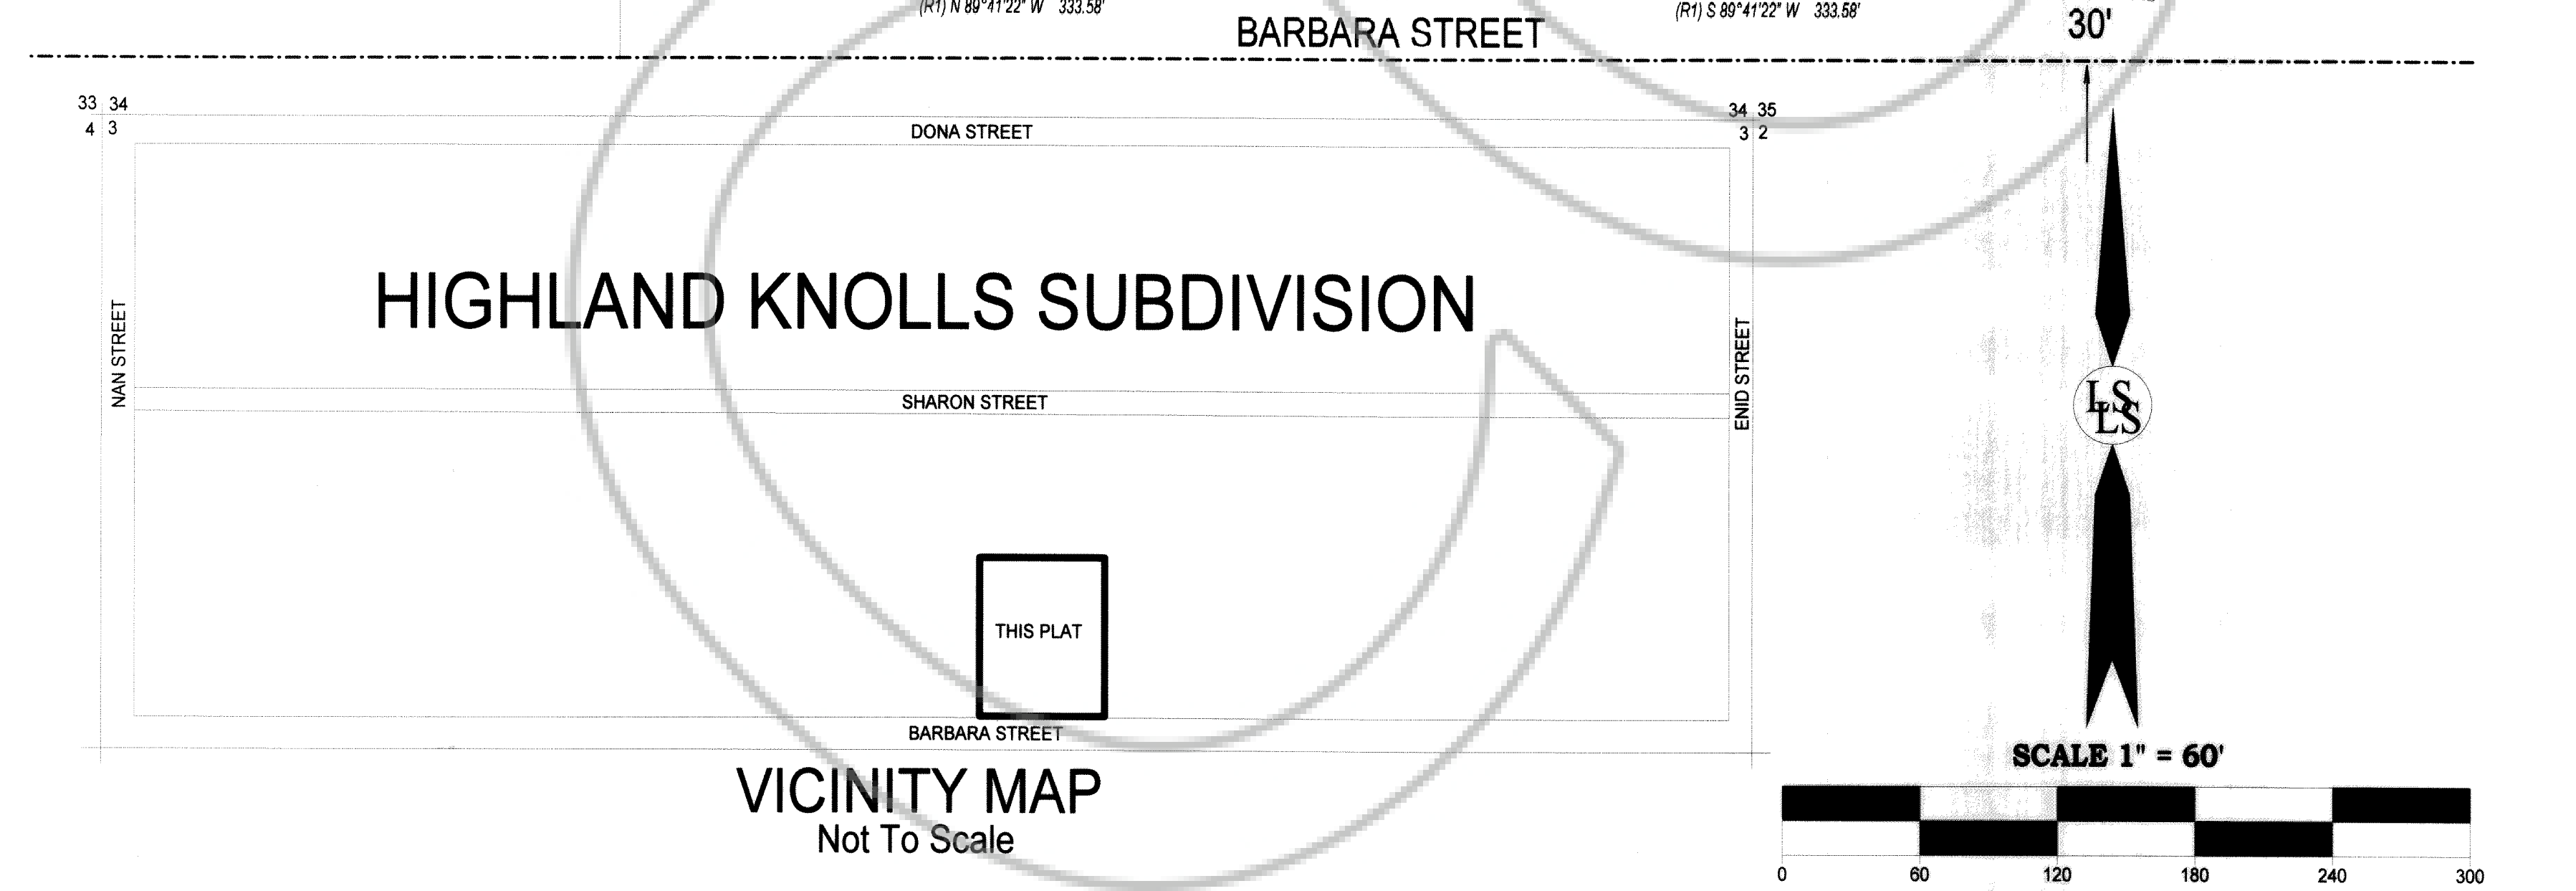 (R1) N 89°41'22" W 333.58'
(R1) S 89°41'22" W 333.58'
BARBARA STREET
30'
33 34
4 3
34 35
3 2
DONA STREET
HIGHLAND KNOLLS SUBDIVISION
NAN STREET
ENID STREET
SHARON STREET
LS
LS
THIS PLAT
BARBARA STREET
VICINITY MAP
Not To Scale
SCALE 1" = 60'
0 60 120 180 240 300